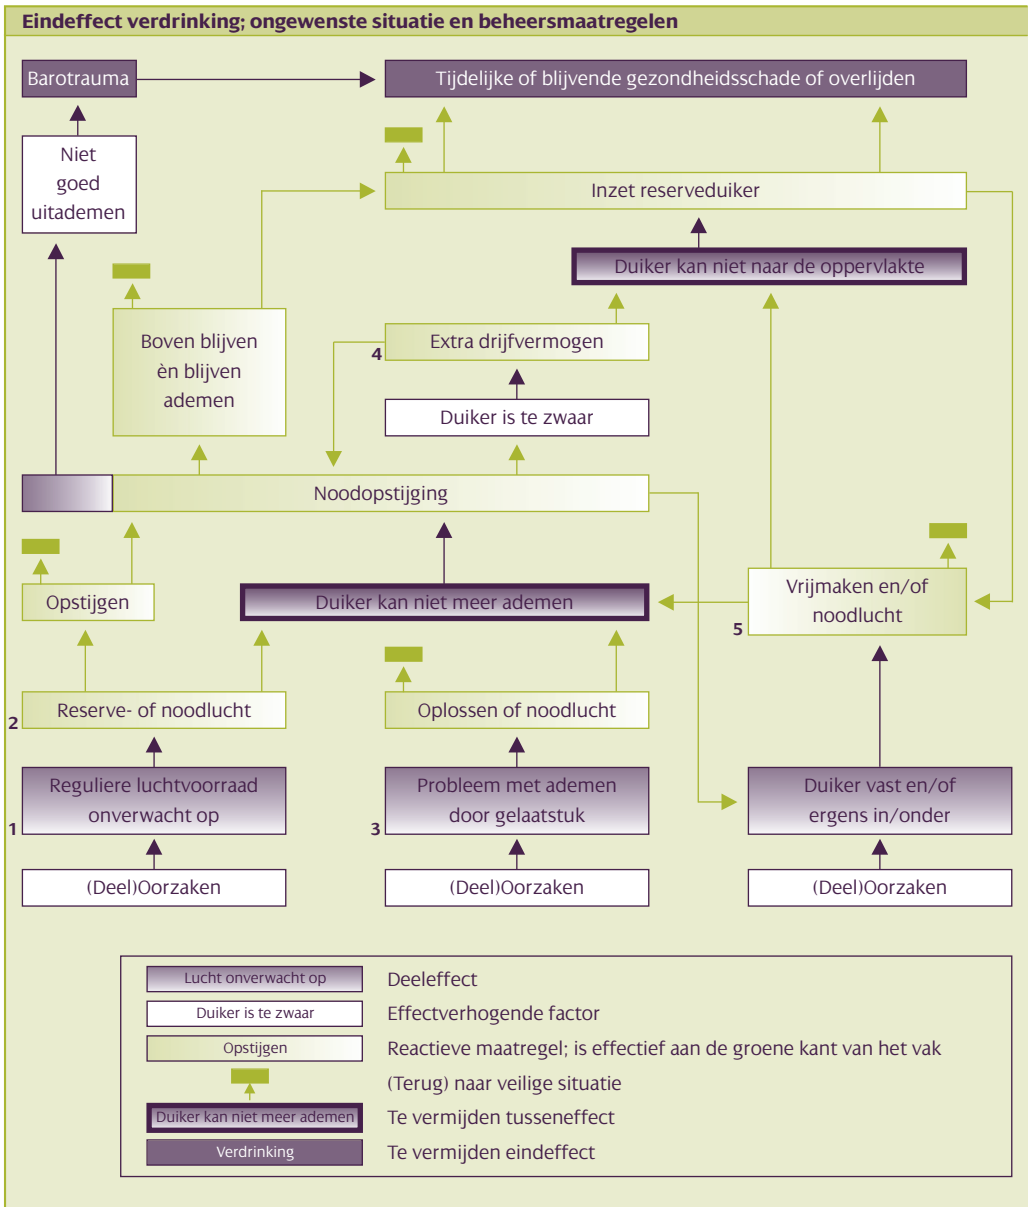 Eindeffect verdrinking; ongewenste situatie en beheersmaatregelen
Barotrauma
Tijdelijke of blijvende gezondheidsschade of overlijden
Niet
goed
uitademen
Inzet reserveduiker
Duiker kan niet naar de oppervlakte
Boven blijven
èn blijven
ademen
Extra drijfvermogen
4
Duiker is te zwaar
Noodopstijging
Opstijgen
Duiker kan niet meer ademen
Vrijmaken en/of
noodlucht
5
Reserve- of noodlucht
2
Oplossen of noodlucht
Reguliere luchtvoorraad
onverwacht op
1
Probleem met ademen
door gelaatstuk
3
Duiker vast en/of
ergens in/onder
(Deel)Oorzaken
(Deel)Oorzaken
(Deel)Oorzaken
Lucht onverwacht op
Deeleffect
Duiker is te zwaar
Effectverhogende factor
Opstijgen
Reactieve maatregel; is effectief aan de groene kant van het vak
(Terug) naar veilige situatie
Duiker kan niet meer ademen
Te vermijden tusseneffect
Verdrinking
Te vermijden eindeffect